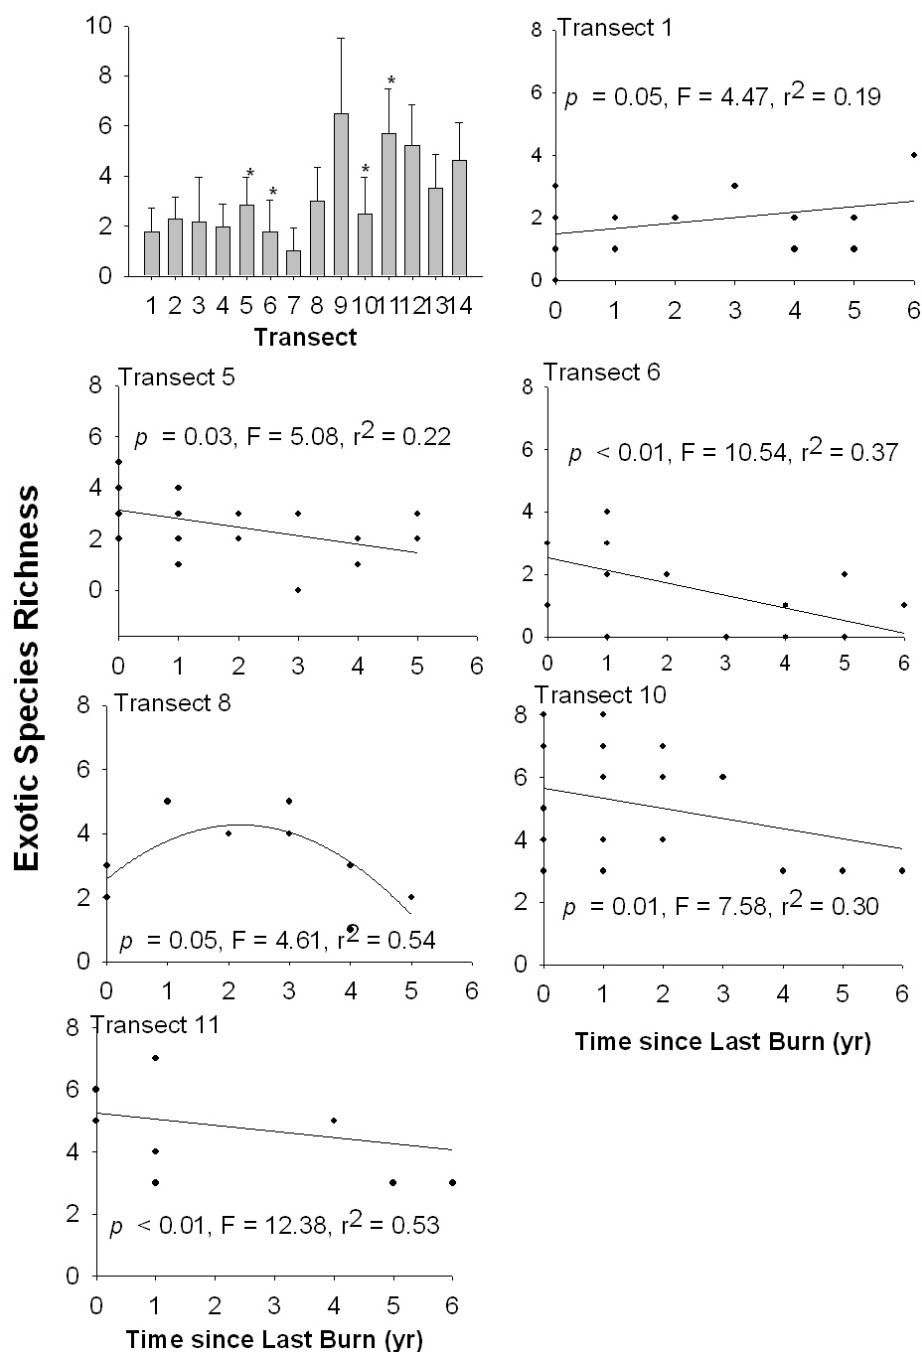 Exotic Species Richness
10
8
6
4
2
0
*
*
*
*
1 2 3 4 5 6 7 8 9 10 11 12 13 14
Transect
Transect 1
p = 0.05, F = 4.47, r2 = 0.19
8
6
4
2
0
0 1 2 3 4 5 6
Transect 5
p = 0.03, F = 5.08, r2 = 0.22
8
6
4
2
0
0 1 2 3 4 5 6
Transect 6
p < 0.01, F = 10.54, r2 = 0.37
8
6
4
2
0
0 1 2 3 4 5 6
Transect 8
8
6
4
2
0
p = 0.05, F = 4.61, r2 = 0.54
0 1 2 3 4 5 6
Transect 10
8
6
4
2
0
p = 0.01, F = 7.58, r2 = 0.30
0 1 2 3 4 5 6
Time since Last Burn (yr)
Transect 11
8
6
4
2
0
p < 0.01, F = 12.38, r2 = 0.53
0 1 2 3 4 5 6
Time since Last Burn (yr)